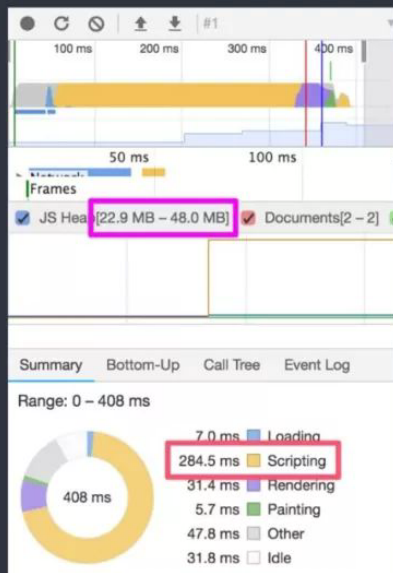 #1
100 ms 200 ms 300 ms 400 ms
50 ms 100 ms
Network
Frames
JS Heap[22.9 MB – 48.0 MB] Documents[2 – 2]
Summary Bottom-Up Call Tree Event Log
Range: 0 – 408 ms
7.0 ms Loading
284.5 ms Scripting
408 ms
31.4 ms Rendering
5.7 ms Painting
47.8 ms Other
31.8 ms Idle